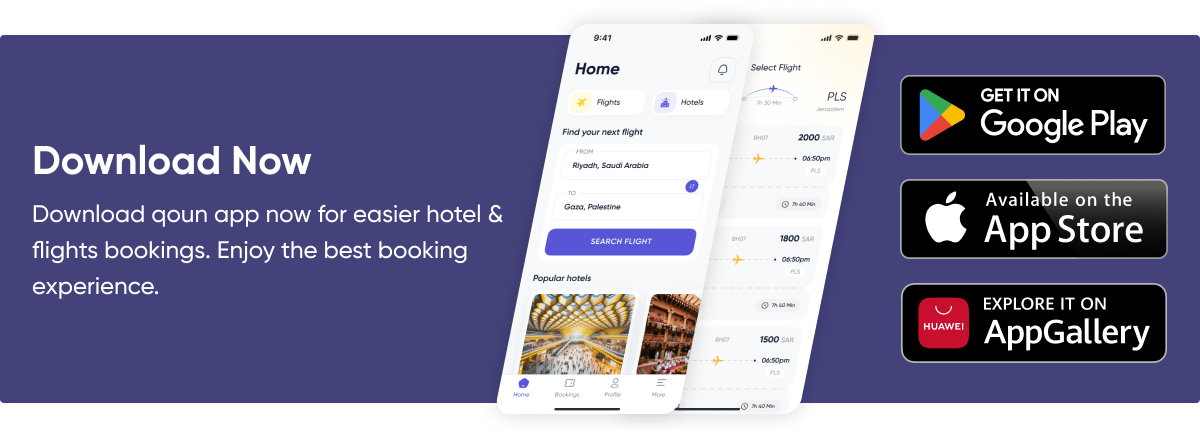 Download Now
Download qoun app now for easier hotel &
flights bookings. Enjoy the best booking
experience.
9:41
Home
Flights
Hotels
Find your next flight
FROM
Riyadh, Saudi Arabia
TO
Gaza, Palestine
SEARCH FLIGHT
Popular hotels
Home
Bookings
Profile
More
Select Flight
PLS
7h 30 Min
Jerusalem
BH07
2000 SAR
06:50pm
PLS
7h 40 Min
BH07
1800 SAR
06:50pm
PLS
7h 40 Min
BH07
1500 SAR
06:50pm
PLS
7h 40 Min
GET IT ON
Google Play
Available on the
App Store
HUAWEI
EXPLORE IT ON
AppGallery